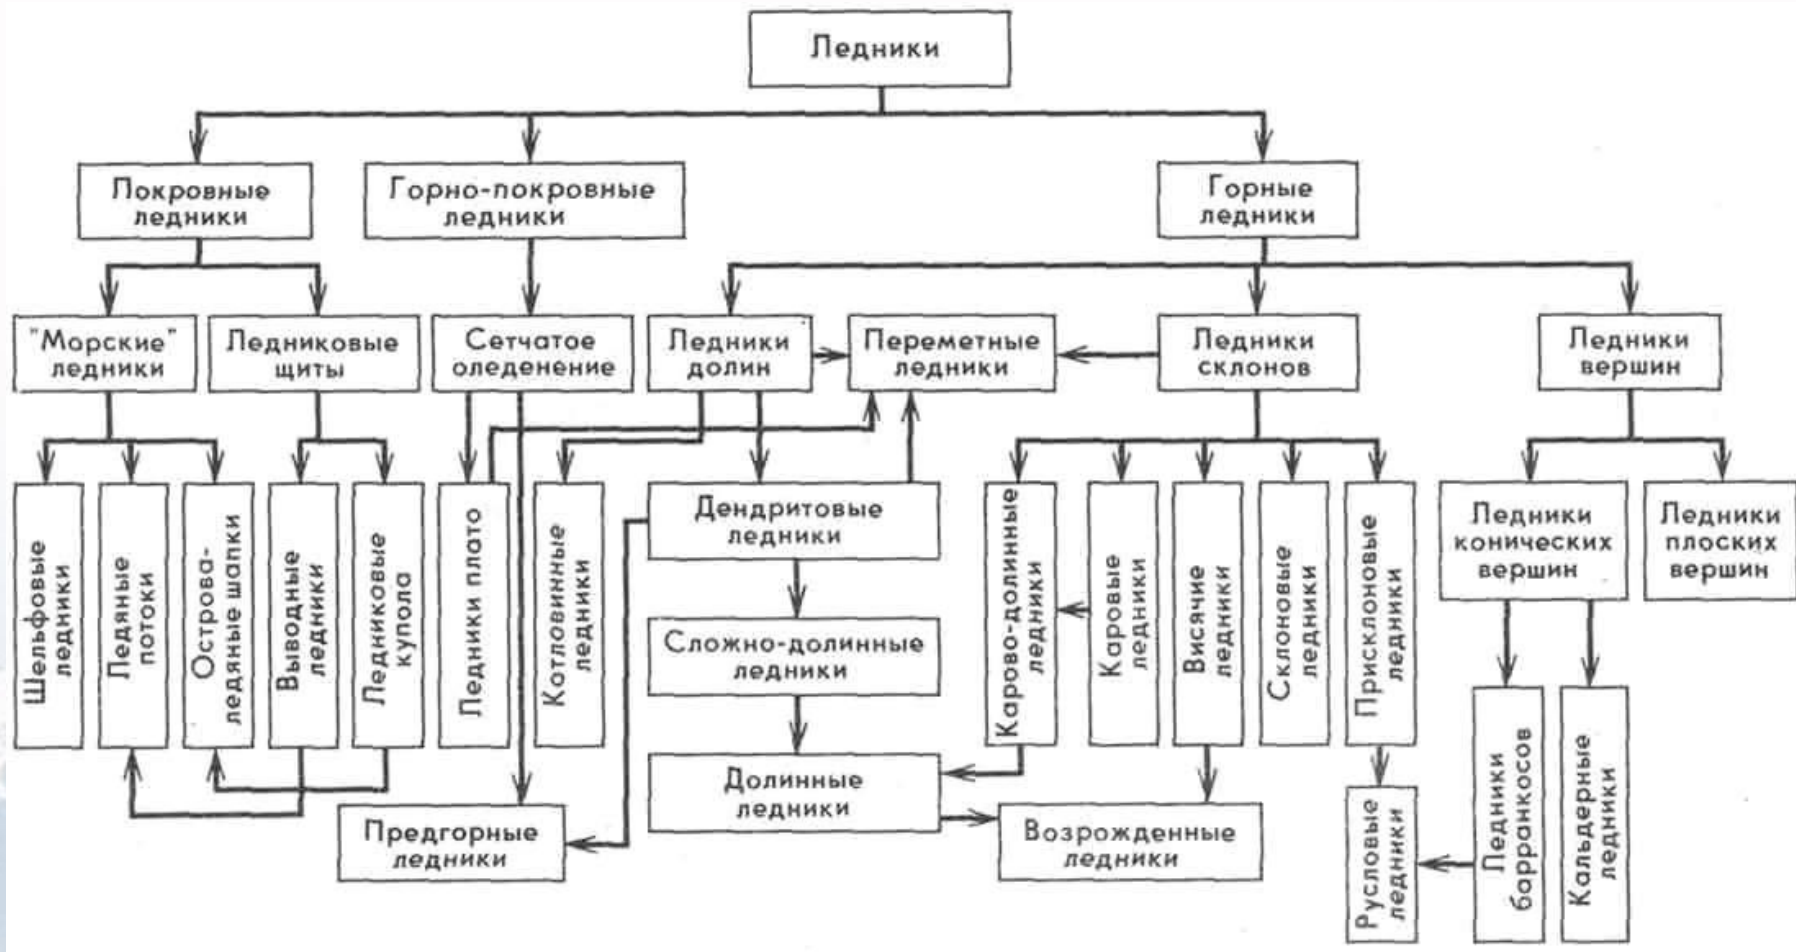 Ледники
Покровные
ледники
Горно-покровные
ледники
Горные
ледники
"Морские"
ледники
Ледниковые
щиты
Сетчатое
оледенение
Ледники
долин
Переметные
ледники
Ледники
склонов
Ледники
вершин
Шельфовые
ледники
Ледяные
потоки
Острова-
ледяные шапки
Выводные
ледники
Ледниковые
купола
Ледники плато
Котловинные
ледники
Дендритовые
ледники
Сложно-долинные
ледники
Долинные
ледники
Предгорные
ледники
Карово-долинные
ледники
Каровые
ледники
Висячие
ледники
Склоновые
ледники
Присклоновые
ледники
Возрожденные
ледники
Русловые
ледники
Ледники
конических
вершин
Ледники
плоских
вершин
Ледники
барранкосов
Кальдерные
ледники